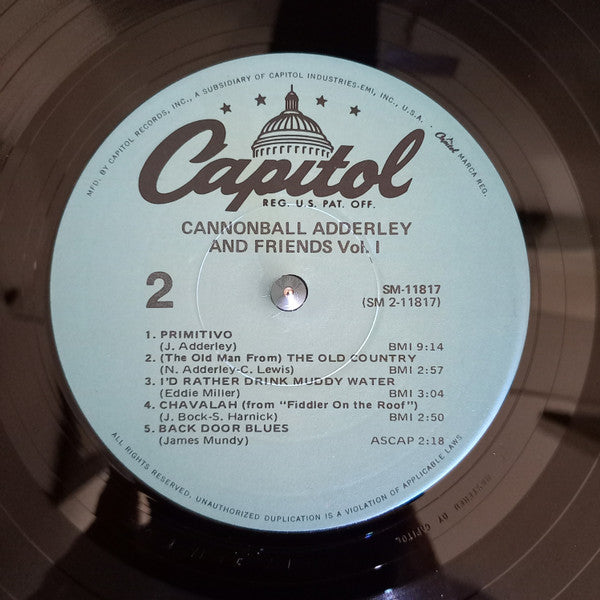 MFD. BY CAPITOL RECORDS, INC., A SUBSIDIARY OF CAPITOL INDUSTRIES-EMI, INC., U.S.A.
Capitol MARCA REG.
Capitol
REG. U.S. PAT. OFF.
CANNONBALL ADDERLEY
AND FRIENDS Vol. I
2
SM-11817
(SM 2-11817)
1. PRIMITIVO
(J. Adderley) BMI 9:14
2. (The Old Man From) THE OLD COUNTRY
(N. Adderley-C. Lewis) BMI 2:57
3. I'D RATHER DRINK MUDDY WATER
(Eddie Miller) BMI 3:04
4. CHAVALAH (from "Fiddler On the Roof")
(J. Bock-S. Harnick) BMI 2:50
5. BACK DOOR BLUES
(James Mundy) ASCAP 2:18
ALL RIGHTS RESERVED, UNAUTHORIZED DUPLICATION IS A VIOLATION OF APPLICABLE LAWS
MASTERED BY CAPITOL